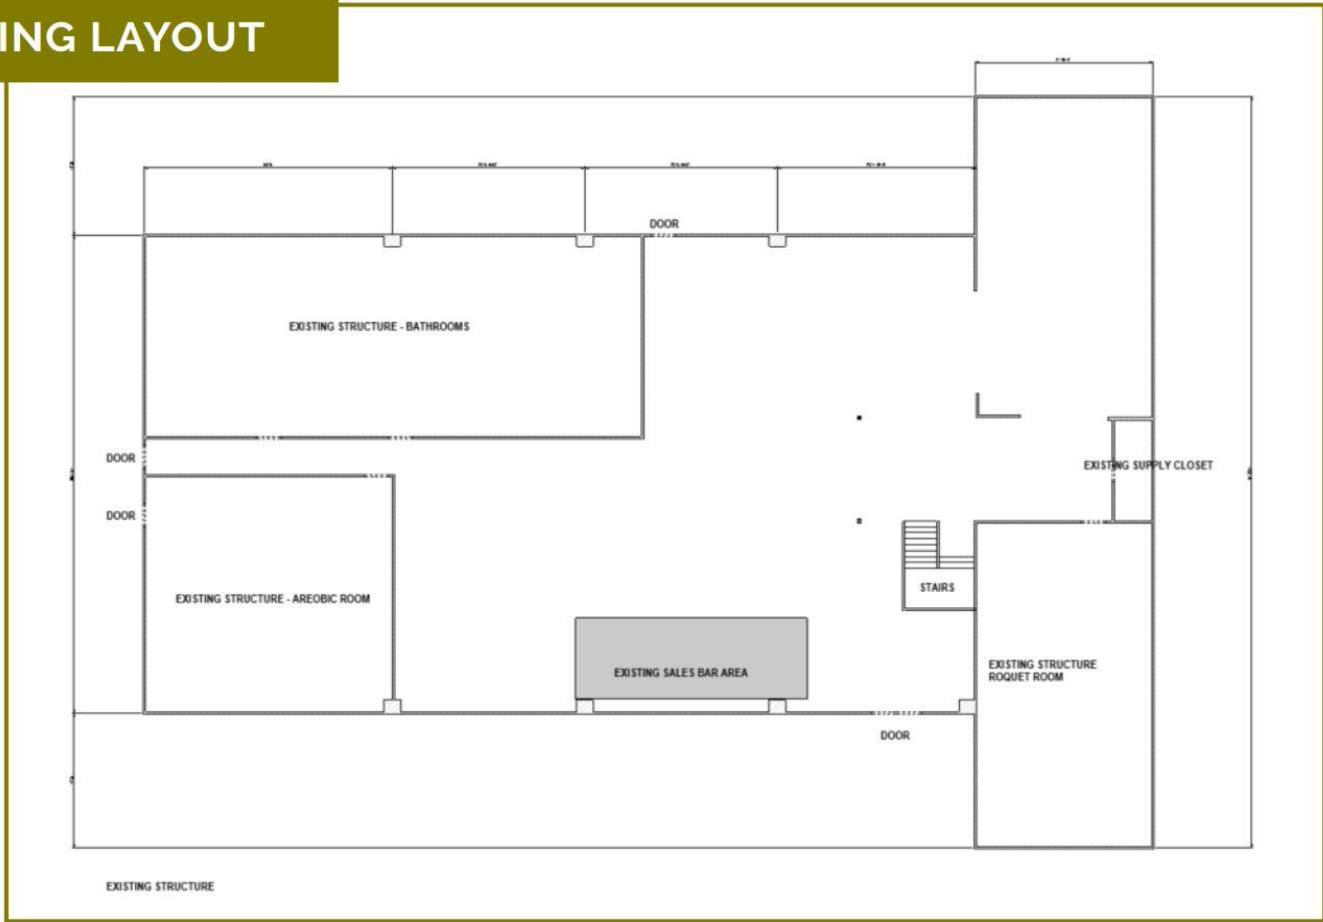 ING LAYOUT
DOOR
EXISTING STRUCTURE - BATHROOMS
DOOR
EXISTING SUPPLY CLOSET
DOOR
STAIRS
EXISTING STRUCTURE - AREOBIC ROOM
EXISTING STRUCTURE
ROQUET ROOM
EXISTING SALES BAR AREA
DOOR
EXISTING STRUCTURE